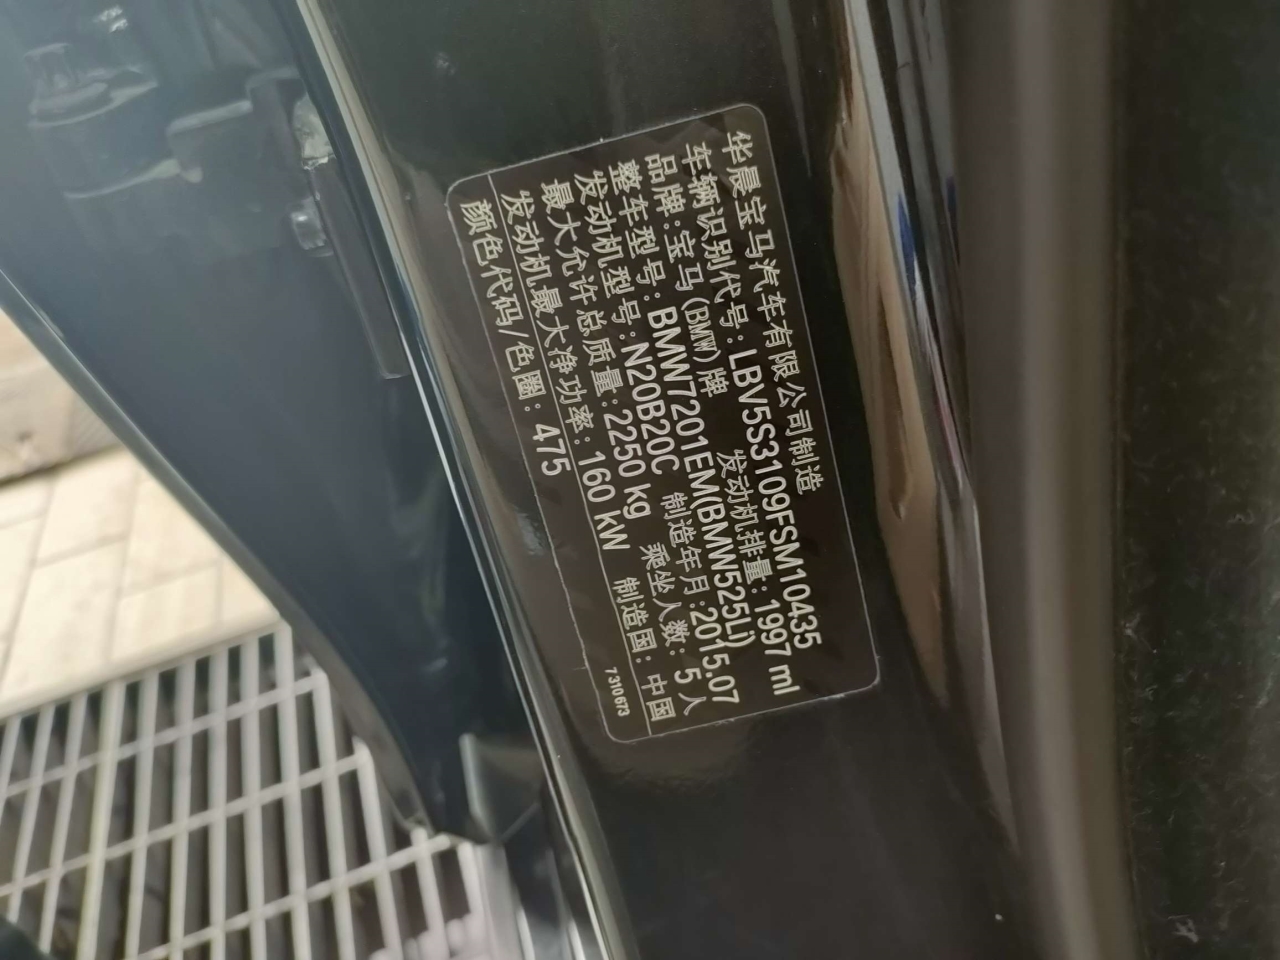 华晨宝马汽车有限公司制造
车辆识别代号:LBV5S3109FSM10435
品牌:宝马(BMW)牌 发动机排量:1997 ml
整车型号:BMW7201EM(BMW525Li)
发动机型号:N20B20C 制造年月:2015.07
最大允许总质量:2250 kg 乘坐人数:5人
发动机最大净功率:160 kW 制造国:中国
颜色代码/色圈:475 7310673